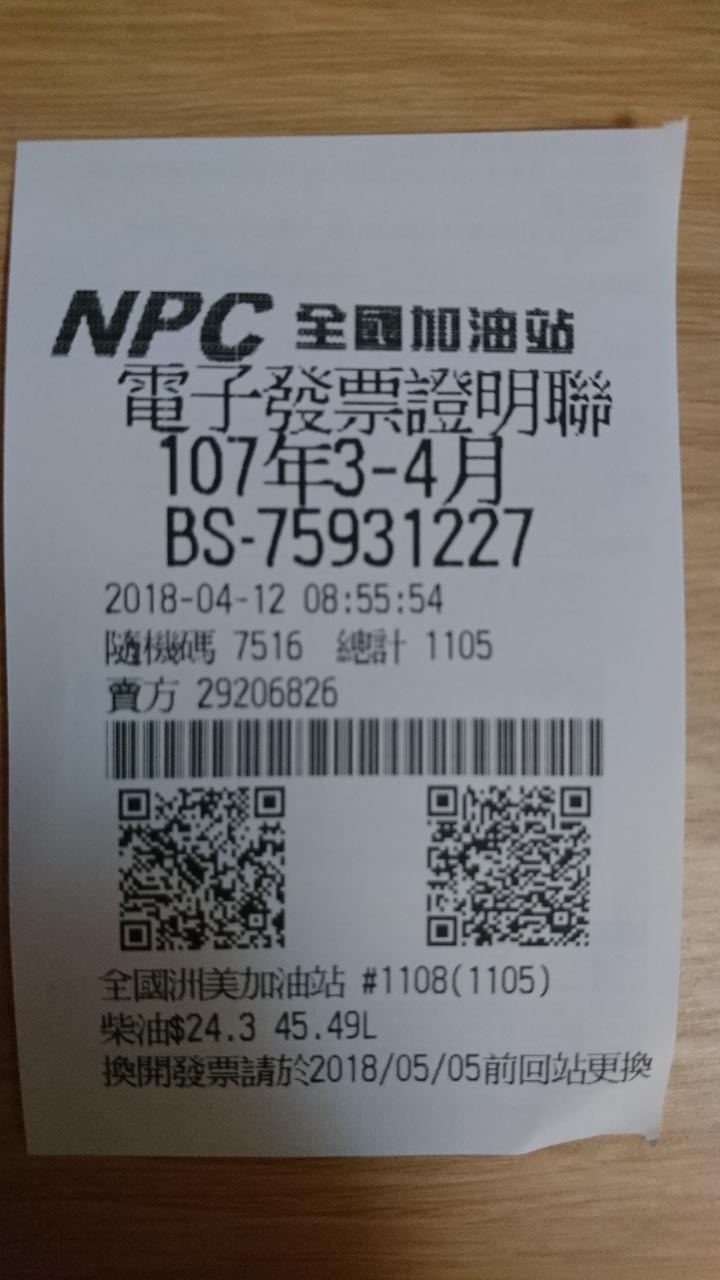 NPC 全國加油站
電子發票證明聯
107年3-4月
BS-75931227
2018-04-12 08:55:54
隨機碼 7516 總計 1105
賣方 29206826
全國洲美加油站 #1108(1105)
柴油$24.3 45.49L
換開發票請於2018/05/05前回站更換